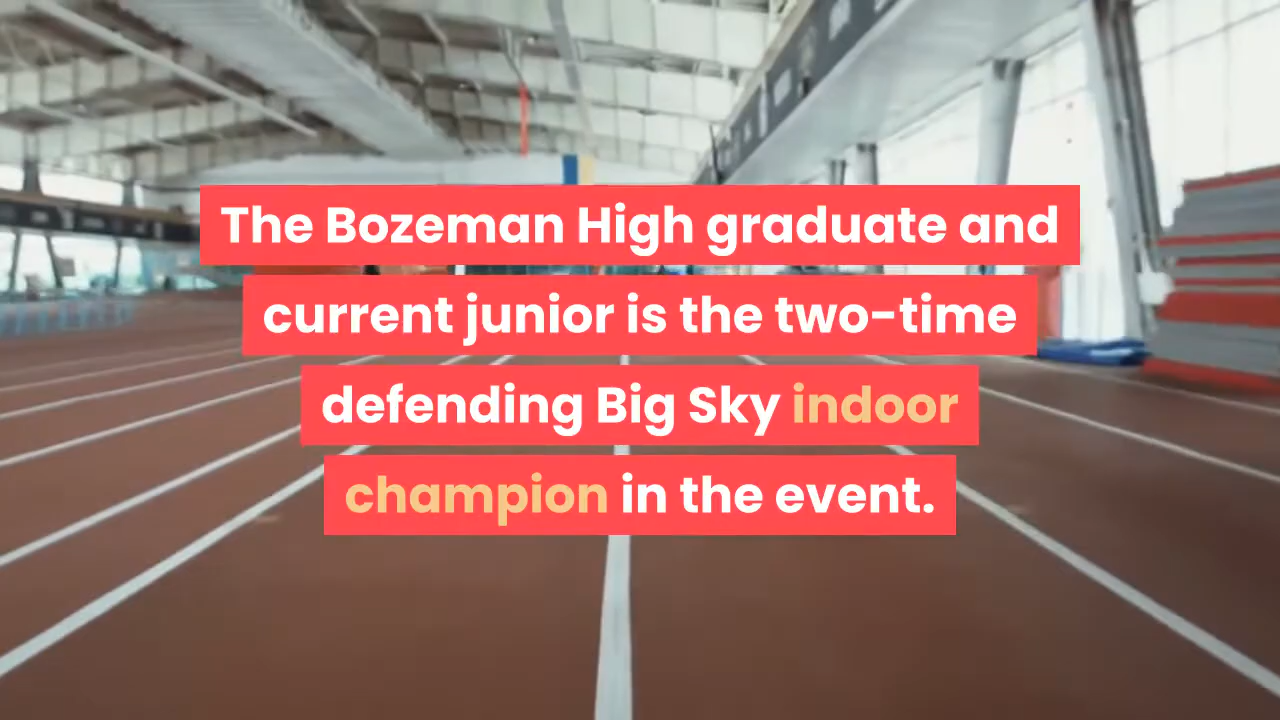 The Bozeman High graduate and
current junior is the two-time
defending Big Sky indoor
champion in the event.